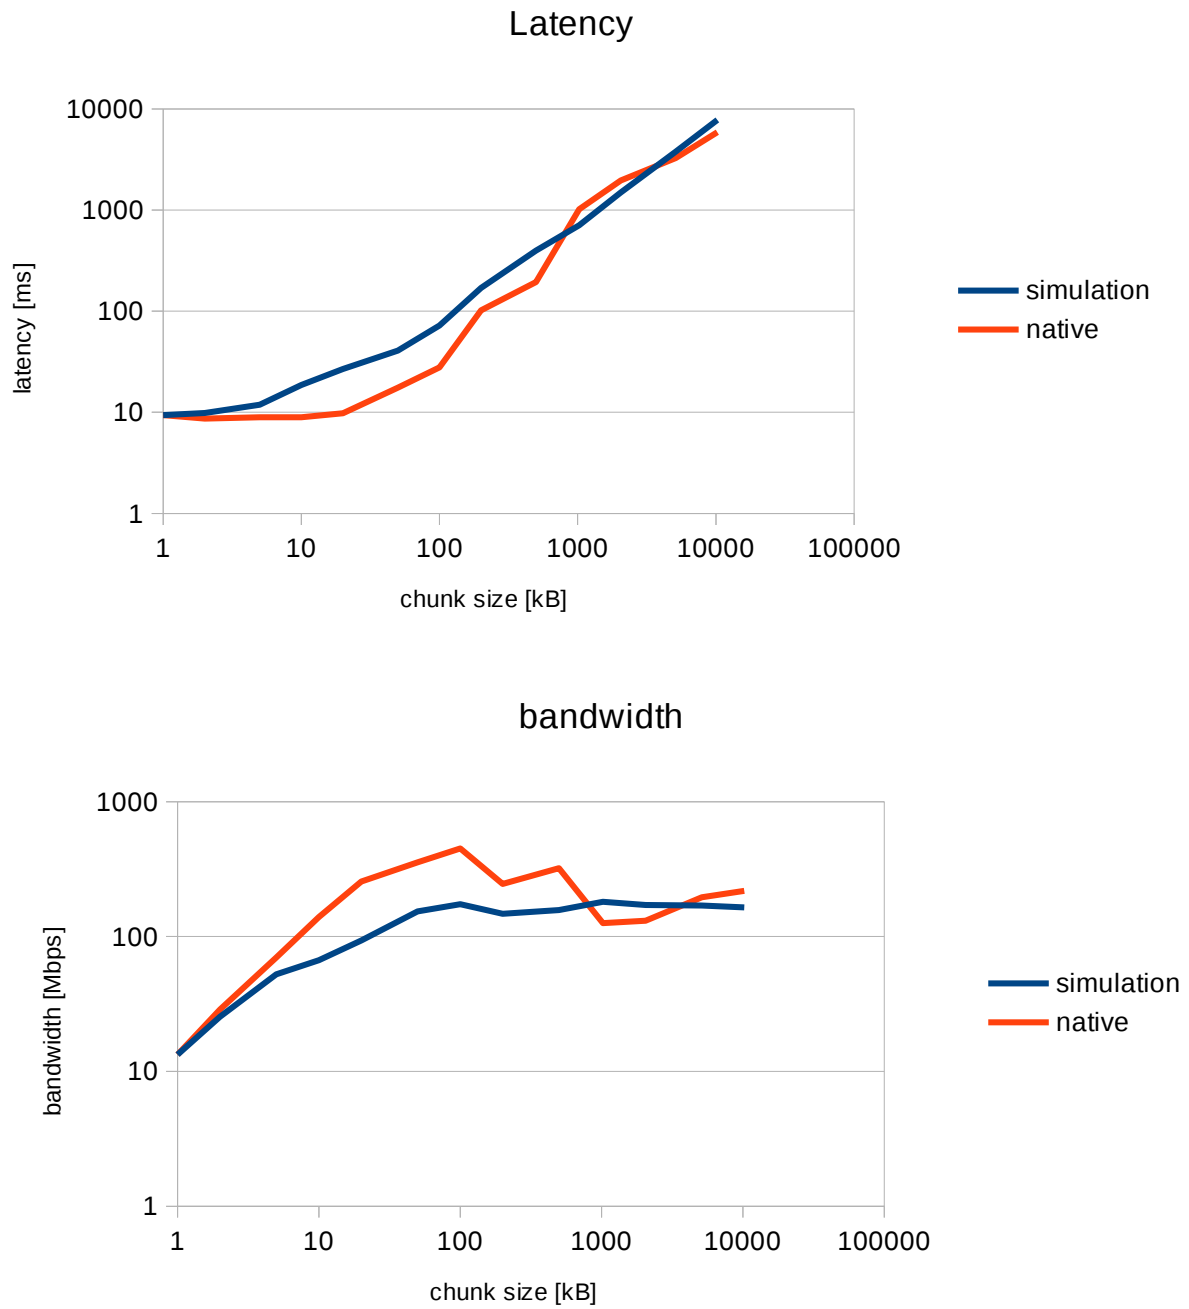 Latency
10000
1000
100
10
1
latency [ms]
1 10 100 1000 10000 100000
chunk size [kB]
simulation
native
bandwidth
1000
100
10
1
bandwidth [Mbps]
1 10 100 1000 10000 100000
chunk size [kB]
simulation
native